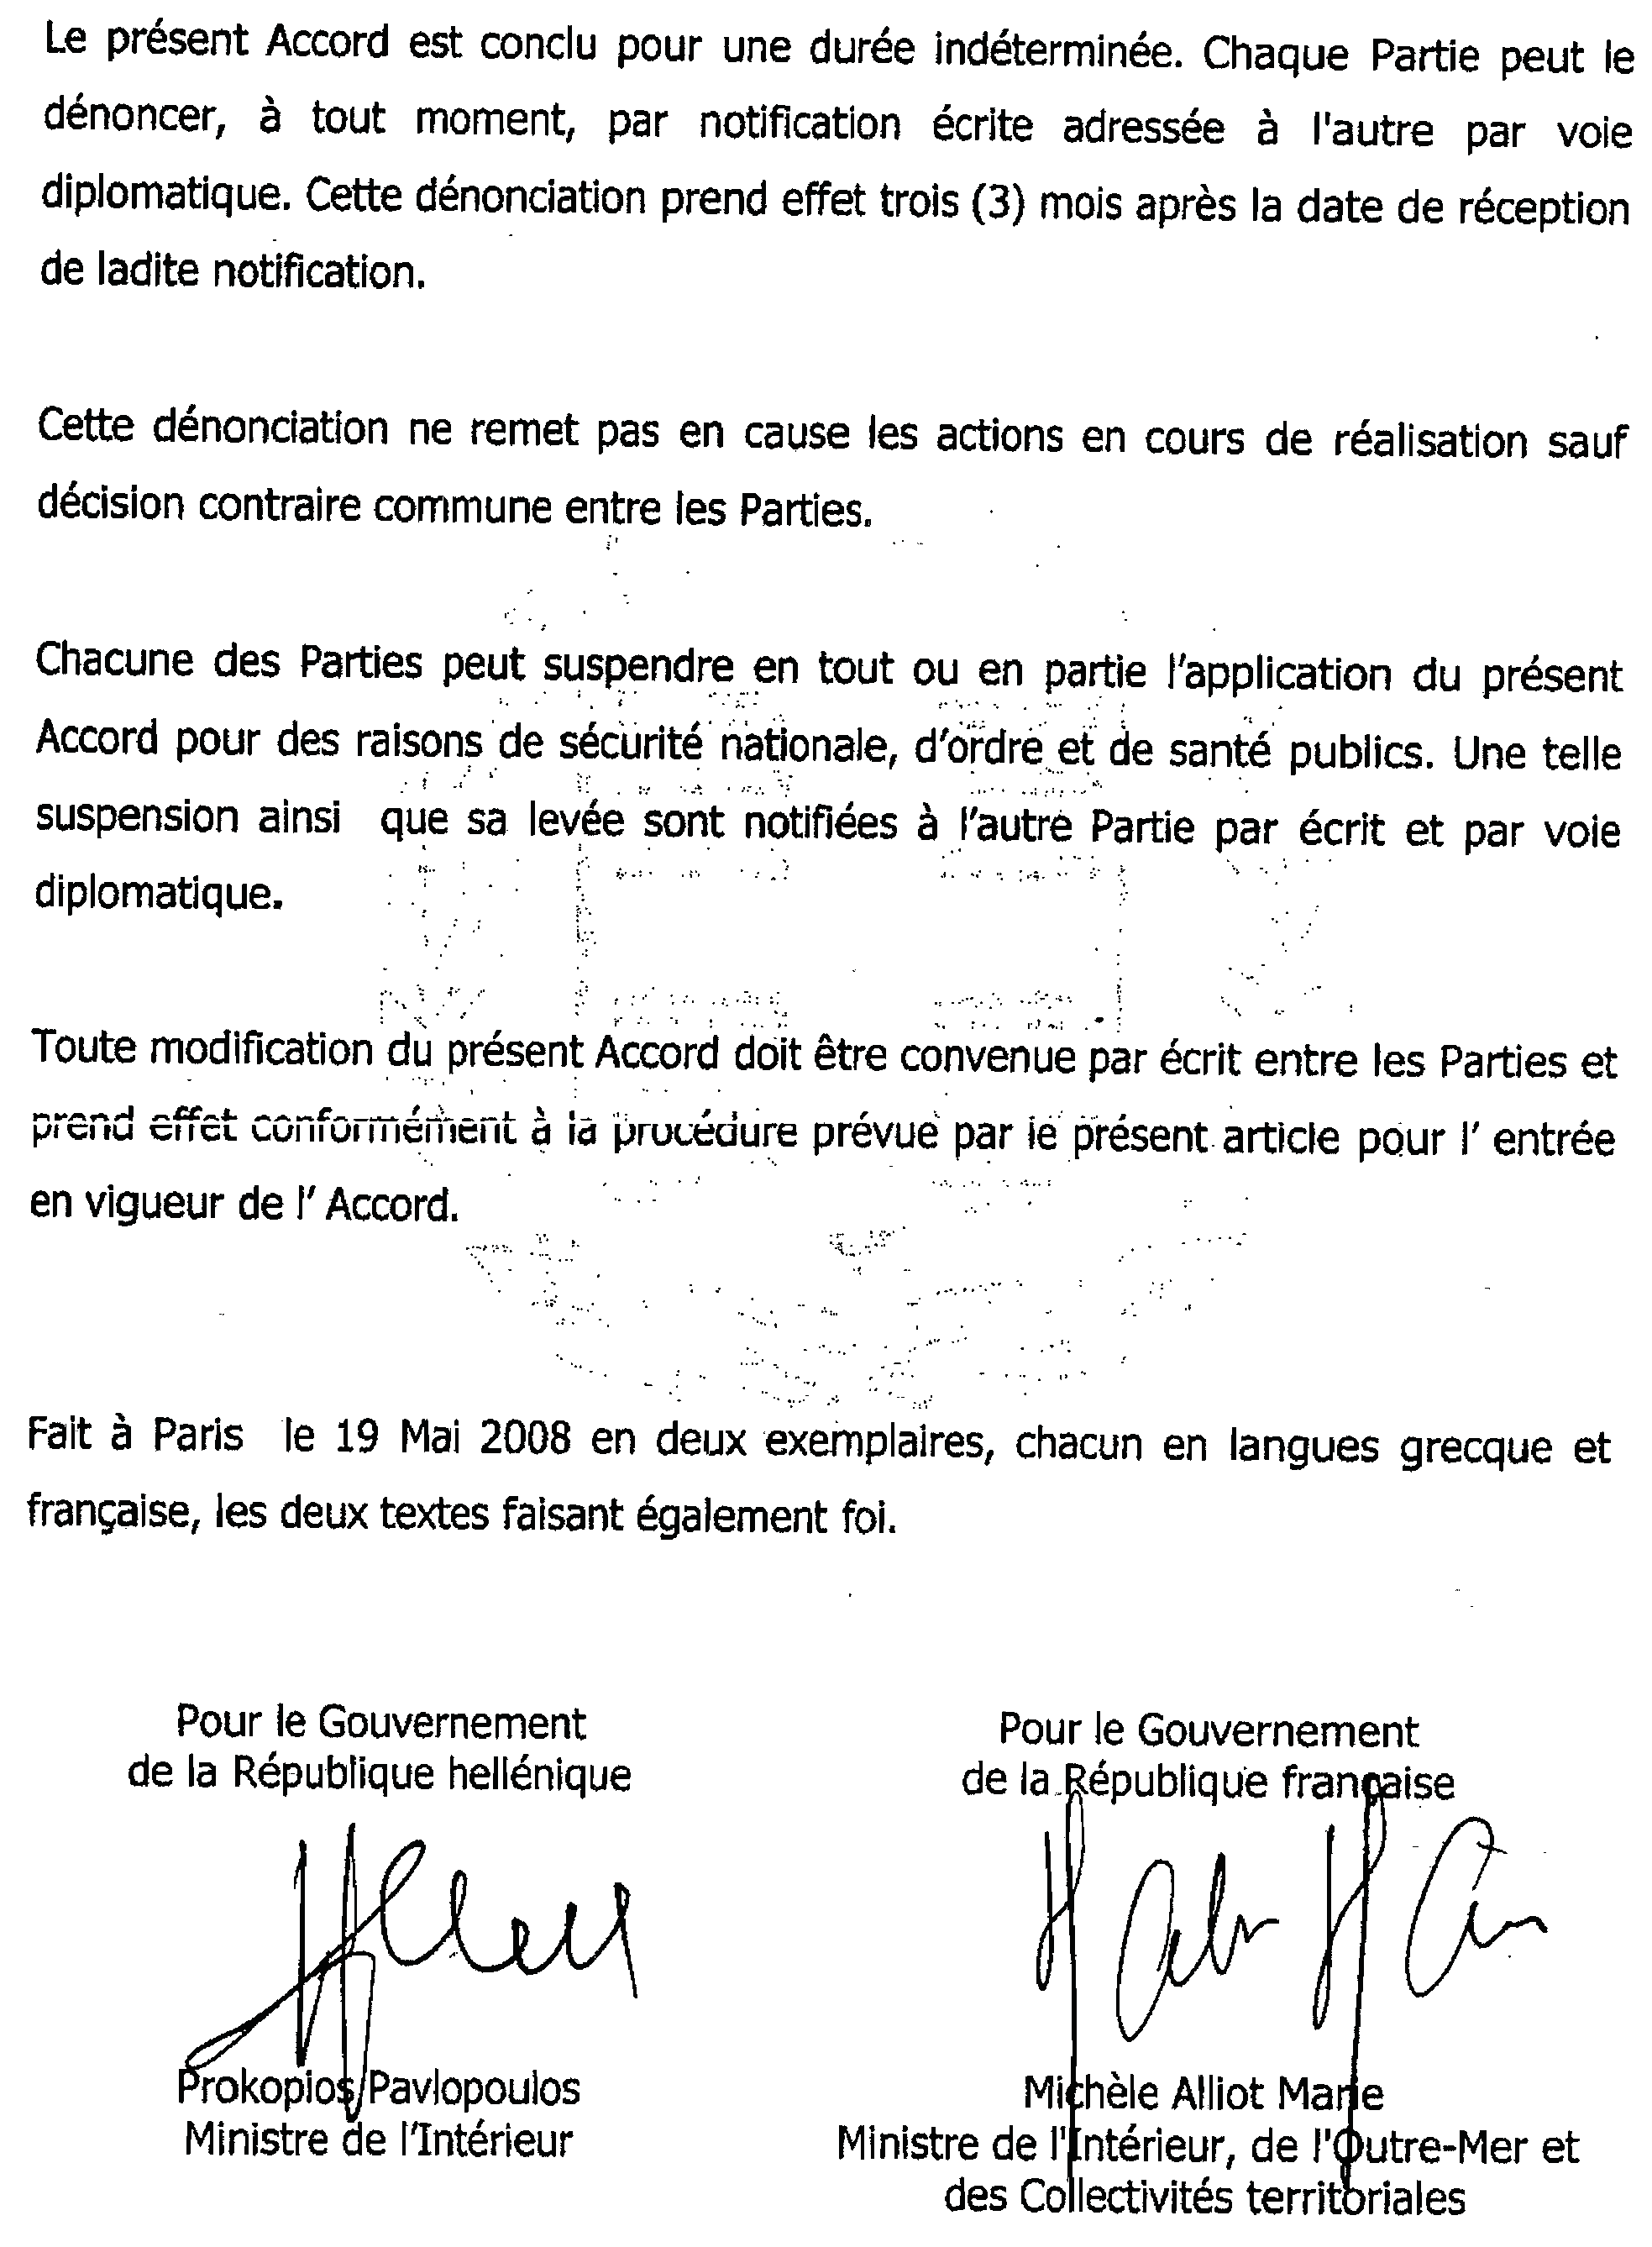 Le présent Accord est conclu pour une durée indéterminée. Chaque Partie peut le
dénoncer, à tout moment, par notification écrite adressée à l'autre par voie
diplomatique. Cette dénonciation prend effet trois (3) mois après la date de réception
de ladite notification.
Cette dénonciation ne remet pas en cause les actions en cours de réalisation sauf
décision contraire commune entre les Parties.
Chacune des Parties peut suspendre en tout ou en partie l'application du présent
Accord pour des raisons de sécurité nationale, d'ordre et de santé publics. Une telle
suspension ainsi que sa levée sont notifiées à l'autre Partie par écrit et par voie
diplomatique.
Toute modification du présent Accord doit être convenue par écrit entre les Parties et
prend effet conformément à la procédure prévue par le présent article pour l' entrée
en vigueur de l' Accord.
Fait à Paris le 19 Mai 2008 en deux exemplaires, chacun en langues grecque et
française, les deux textes faisant également foi.
Pour le Gouvernement
de la République hellénique
Prokopios Pavlopoulos
Ministre de l'Intérieur
Pour le Gouvernement
de la République française
Michèle Alliot Marie
Ministre de l'Intérieur, de l'Outre-Mer et
des Collectivités territoriales